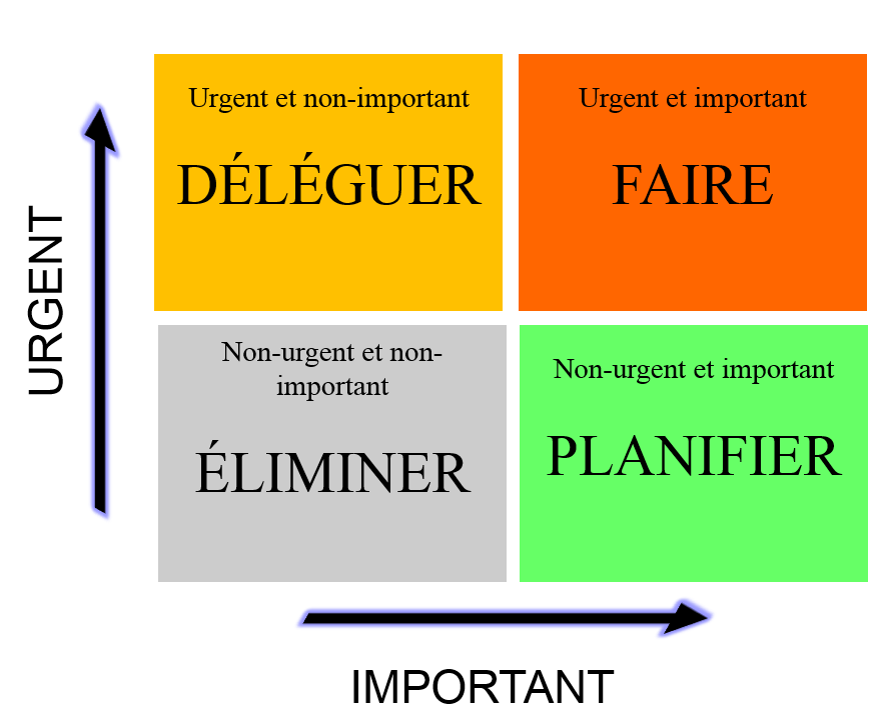 Urgent et non-important
DÉLÉGUER
Urgent et important
FAIRE
URGENT
Non-urgent et non-
important
ÉLIMINER
Non-urgent et important
PLANIFIER
IMPORTANT